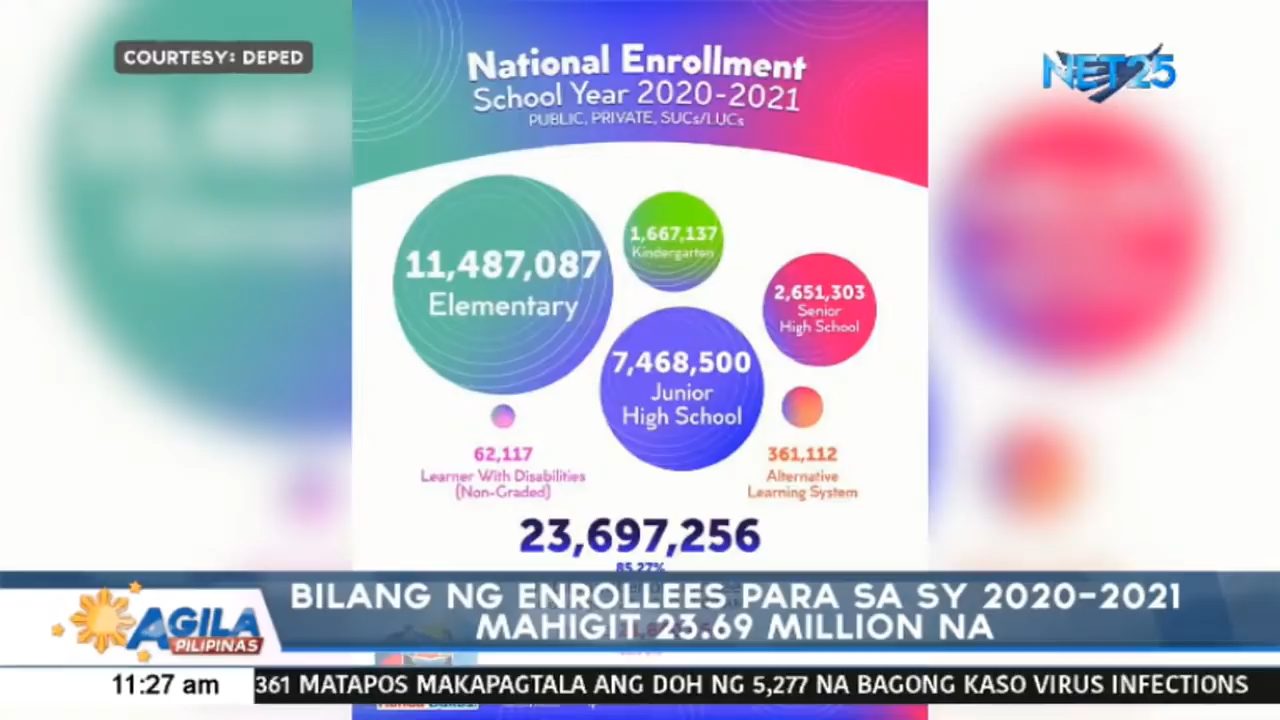 COURTESY: DEPED
NET25
National Enrollment
School Year 2020-2021
PUBLIC, PRIVATE, SUCs/LUCs
11,487,087
Elementary
1,667,137
Kindergarten
2,651,303
Senior
High School
7,468,500
Junior
High School
62,117
Learner With Disabilities
(Non-Graded)
361,112
Alternative
Learning System
23,697,256
85.27%
AGILA
PILIPINAS
BILANG NG ENROLLEES PARA SA SY 2020-2021
MAHIGIT 23.69 MILLION NA
11:27 am
361 MATAPOS MAKAPAGTALA ANG DOH NG 5,277 NA BAGONG KASO VIRUS INFECTIONS